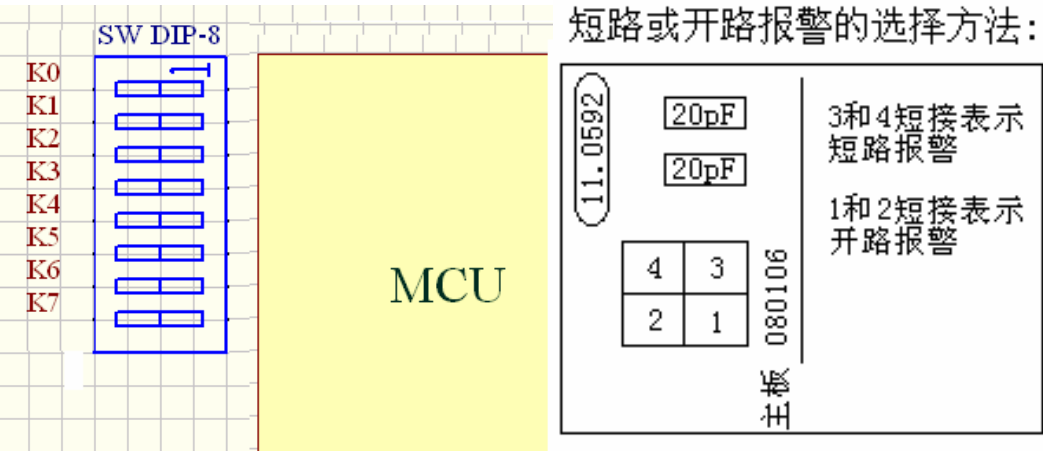 SW DIP-8
1
K0
K1
K2
K3
K4
K5
K6
K7
MCU
短路或开路报警的选择方法:
11.0592
20pF
20pF
4 3
2 1
080106
主板
3和4短接表示
短路报警
1和2短接表示
开路报警